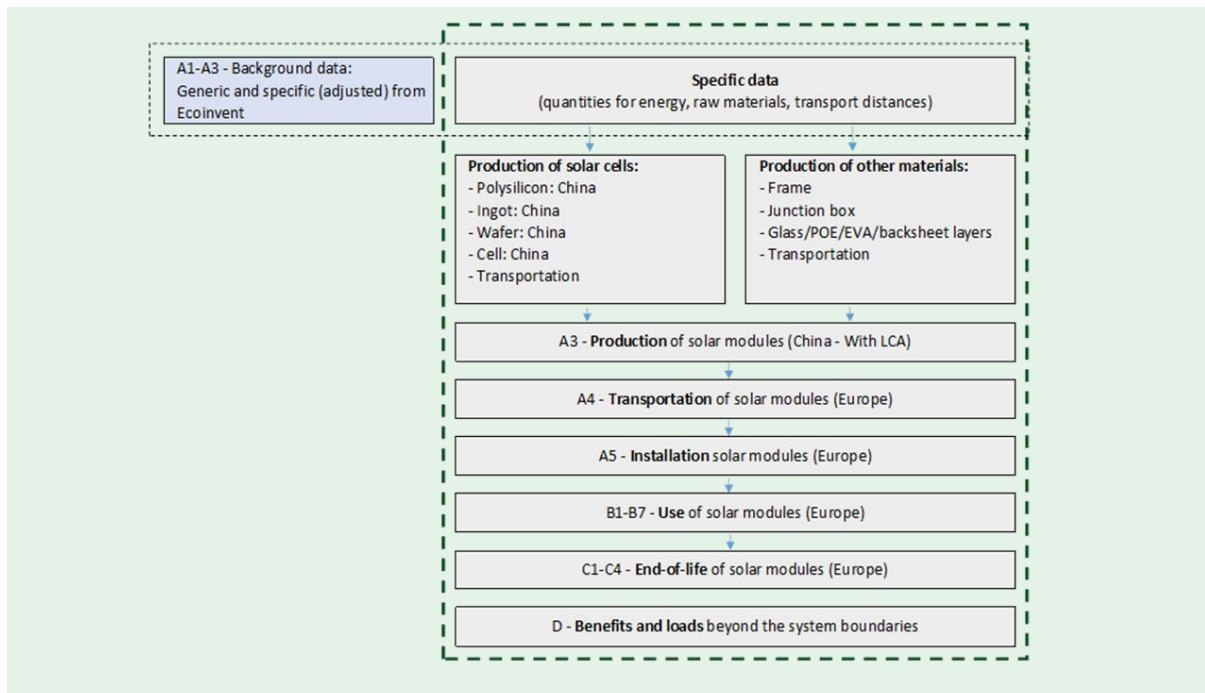 A1-A3 - Background data:
Generic and specific (adjusted) from
Ecoinvent
Specific data
(quantities for energy, raw materials, transport distances)
Production of solar cells:
- Polysilicon: China
- Ingot: China
- Wafer: China
- Cell: China
- Transportation
Production of other materials:
- Frame
- Junction box
- Glass/POE/EVA/backsheet layers
- Transportation
A3 - Production of solar modules (China - With LCA)
A4 - Transportation of solar modules (Europe)
A5 - Installation solar modules (Europe)
B1-B7 - Use of solar modules (Europe)
C1-C4 - End-of-life of solar modules (Europe)
D - Benefits and loads beyond the system boundaries